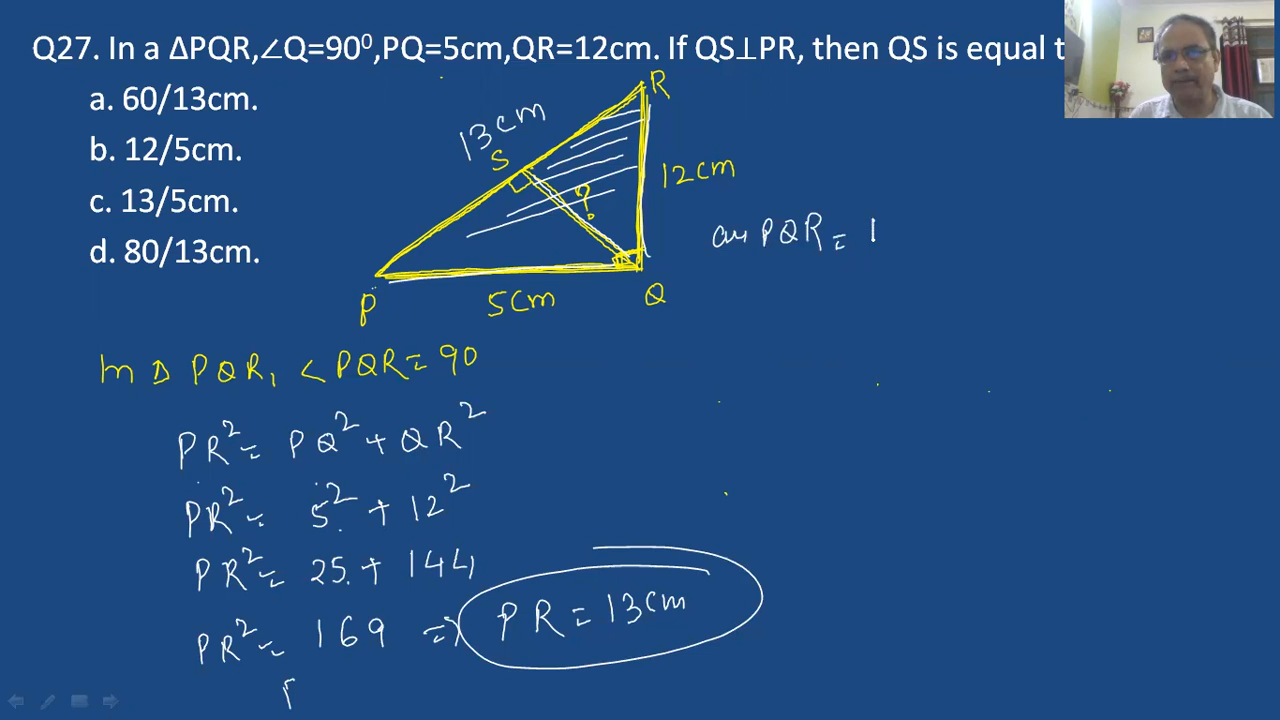 Q27. In a ΔPQR,∠Q=90⁰,PQ=5cm,QR=12cm. If QS⊥PR, then QS is equal t
a. 60/13cm.
b. 12/5cm.
c. 13/5cm.
d. 80/13cm.
R
13cm
S
?
12cm
ar PQR = 1
P
5cm
Q
In Δ PQR, <PQR = 90
PR² = PQ² + QR²
PR² = 5² + 12²
PR² = 25 + 144
PR² = 169 => PR = 13cm